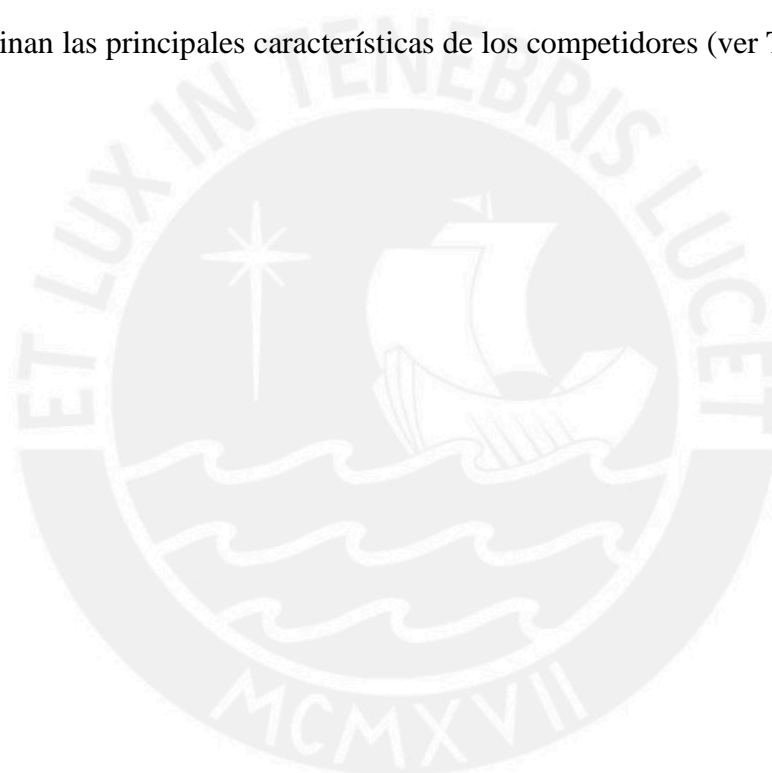 inan las principales características de los competidores (ver
ET LUX IN TENEBRIS LUCET
MCMXVII